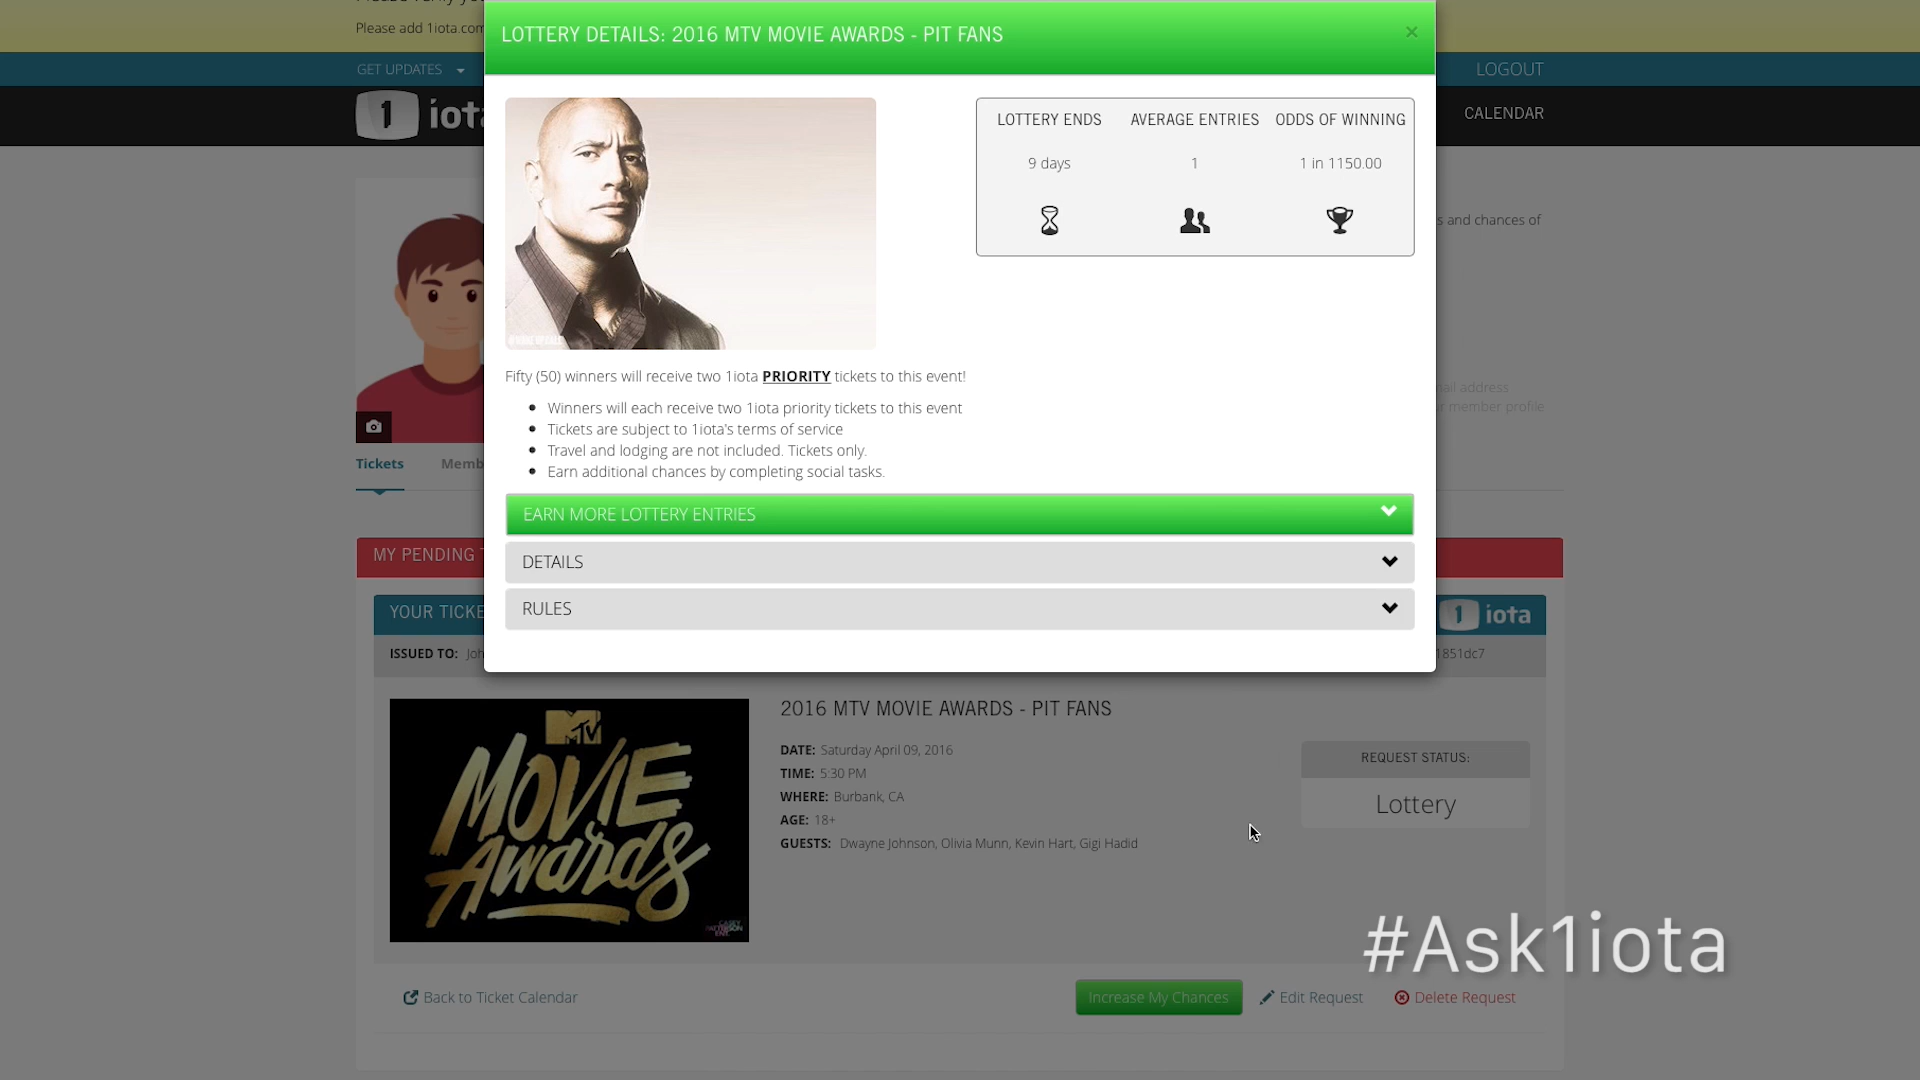 Please add 1iota.com
GET UPDATES
LOGOUT
1 iota
CALENDAR
LOTTERY DETAILS: 2016 MTV MOVIE AWARDS - PIT FANS
×
LOTTERY ENDS AVERAGE ENTRIES ODDS OF WINNING
9 days 1 1 in 1150.00
s and chances of
ail address
r member profile
Fifty (50) winners will receive two 1iota PRIORITY tickets to this event!
• Winners will each receive two 1iota priority tickets to this event
• Tickets are subject to 1iota's terms of service
• Travel and lodging are not included. Tickets only.
• Earn additional chances by completing social tasks.
Tickets Memb
EARN MORE LOTTERY ENTRIES
DETAILS
RULES
MY PENDING T
YOUR TICKE
1 iota
ISSUED TO: Joh
1851dc7
MTV
MOVIE
Awards
2016 MTV MOVIE AWARDS - PIT FANS
DATE: Saturday April 09, 2016
TIME: 5:30 PM
WHERE: Burbank, CA
AGE: 18+
GUESTS: Dwayne Johnson, Olivia Munn, Kevin Hart, Gigi Hadid
REQUEST STATUS:
Lottery
#Ask1iota
Back to Ticket Calendar
Increase My Chances
Edit Request
Delete Request